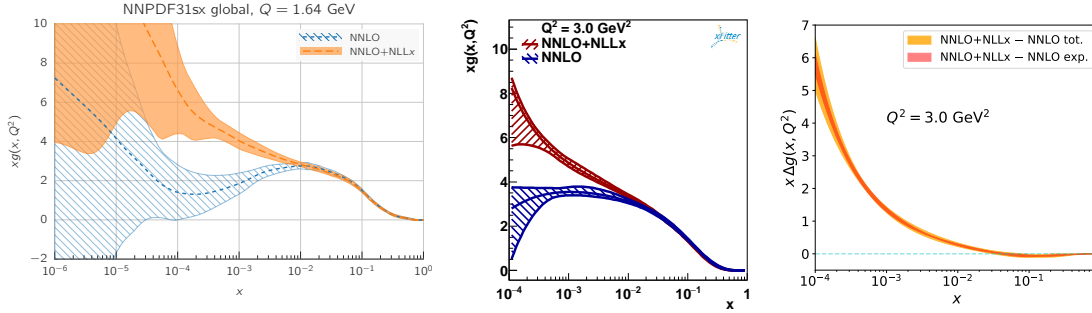 NNPDF31sx global, Q = 1.64 GeV
NNLO
NNLO+NLLx
xg(x, Q²)
10
8
6
4
2
0
−2
10⁻⁶ 10⁻⁵ 10⁻⁴ 10⁻³ 10⁻² 10⁻¹ 10⁰
x
Q² = 3.0 GeV²
NNLO+NLLx
NNLO
xFitter
xg(x,Q²)
10
8
6
4
2
0
10⁻⁴ 10⁻³ 10⁻² 10⁻¹ 1
x
NNLO+NLLx − NNLO tot.
NNLO+NLLx − NNLO exp.
Q² = 3.0 GeV²
x Δg(x, Q²)
7
6
5
4
3
2
1
0
10⁻⁴ 10⁻³ 10⁻² 10⁻¹
x